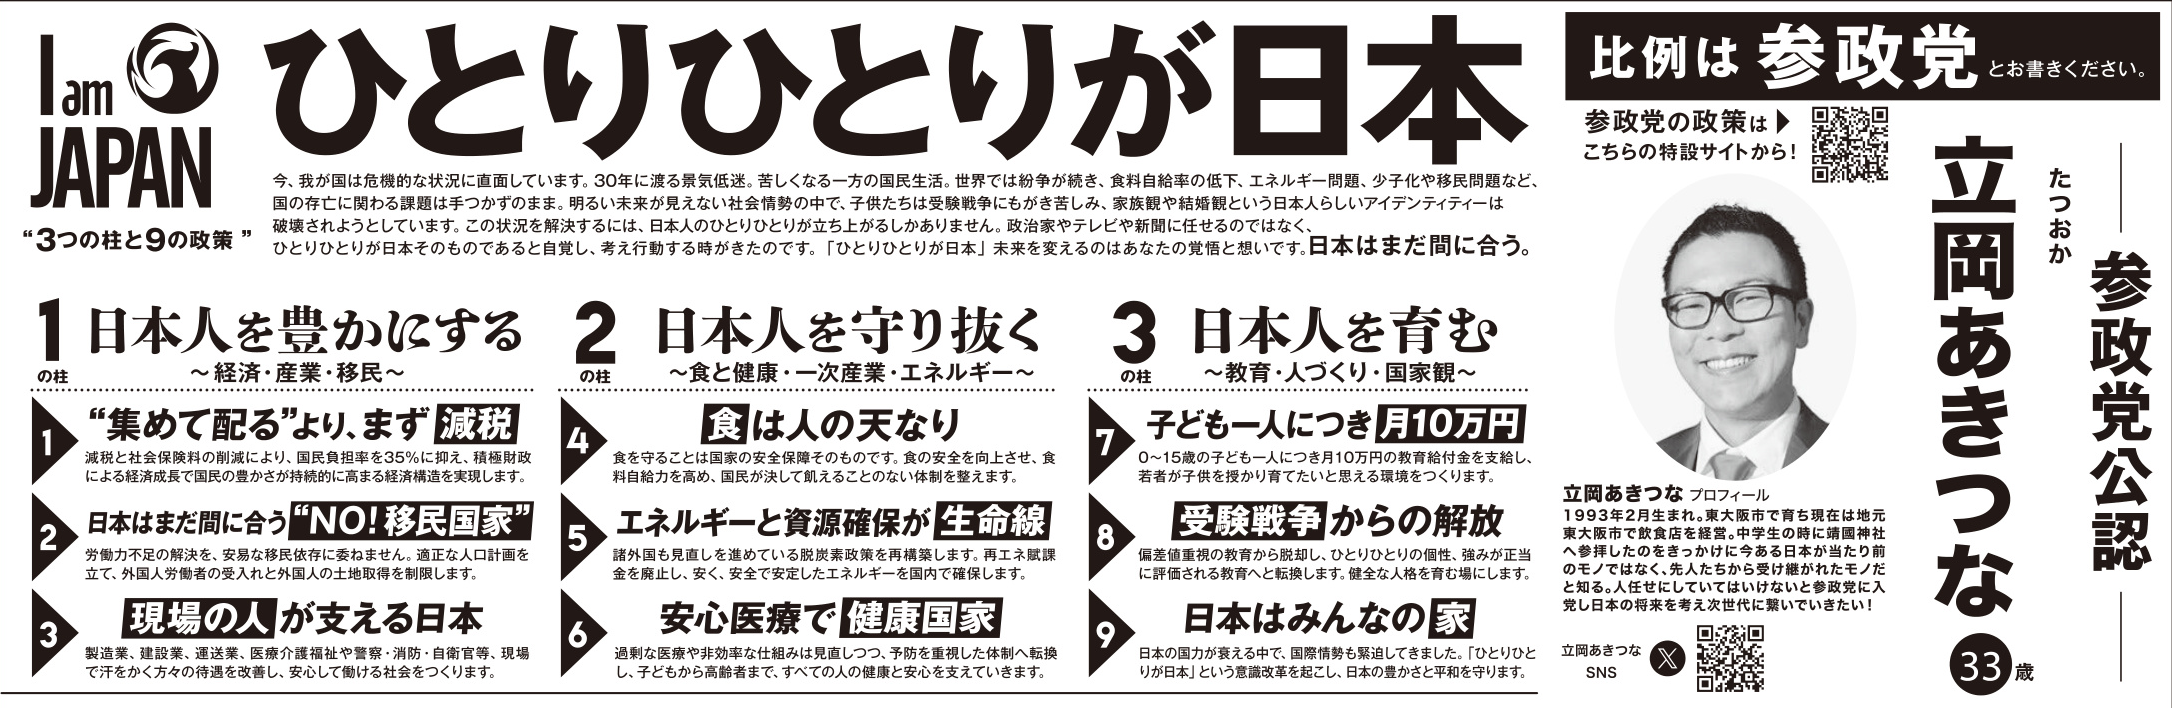 I am
JAPAN
“3つの柱と9の政策 ”
ひとりひとりが日本
今、我が国は危機的な状況に直面しています。30年に渡る景気低迷。苦しくなる一方の国民生活。世界では紛争が続き、食料自給率の低下、エネルギー問題、少子化や移民問題など、
国の存亡に関わる課題は手つかずのまま。明るい未来が見えない社会情勢の中で、子供たちは受験戦争にもがき苦しみ、家族観や結婚観という日本人らしいアイデンティティーは
破壊されようとしています。この状況を解決するには、日本人のひとりひとりが立ち上がるしかありません。政治家やテレビや新聞に任せるのではなく、
ひとりひとりが日本そのものであると自覚し、考え行動する時がきたのです。「ひとりひとりが日本」未来を変えるのはあなたの覚悟と想いです。日本はまだ間に合う。
1の柱
日本人を豊かにする
～経済・産業・移民～
1
“集めて配る”より、まず 減税
減税と社会保険料の削減により、国民負担率を35%に抑え、積極財政
による経済成長で国民の豊かさが持続的に高まる経済構造を実現します。
2
日本はまだ間に合う“NO!移民国家”
労働力不足の解決を、安易な移民依存に委ねません。適正な人口計画を
立て、外国人労働者の受入れと外国人の土地取得を制限します。
3
現場の人が支える日本
製造業、建設業、運送業、医療介護福祉や警察・消防・自衛官等、現場
で汗をかく方々の待遇を改善し、安心して働ける社会をつくります。
2の柱
日本人を守り抜く
～食と健康・一次産業・エネルギー～
4
食は人の天なり
食を守ることは国家の安全保障そのものです。食の安全を向上させ、食
料自給力を高め、国民が決して飢えることのない体制を整えます。
5
エネルギーと資源確保が生命線
諸外国も見直しを進めている脱炭素政策を再構築します。再エネ賦課
金を廃止し、安く、安全で安定したエネルギーを国内で確保します。
6
安心医療で健康国家
過剰な医療や非効率な仕組みは見直しつつ、予防を重視した体制へ転換
し、子どもから高齢者まで、すべての人の健康と安心を支えていきます。
3の柱
日本人を育む
～教育・人づくり・国家観～
7
子ども一人につき月10万円
0～15歳の子ども一人につき月10万円の教育給付金を支給し、
若者が子供を授かり育てたいと思える環境をつくります。
8
受験戦争からの解放
偏差値重視の教育から脱却し、ひとりひとりの個性、強みが正当
に評価される教育へと転換します。健全な人格を育む場にします。
9
日本はみんなの家
日本の国力が衰える中で、国際情勢も緊迫してきました。「ひとりひと
りが日本」という意識改革を起こし、日本の豊かさと平和を守ります。
比例は 参政党 とお書きください。
参政党の政策は▶
こちらの特設サイトから！
参政党公認
たつおか
立岡あきつな
33歳
立岡あきつな プロフィール
1993年2月生まれ。東大阪市で育ち現在は地元
東大阪市で飲食店を経営。中学生の時に靖國神社
へ参拝したのをきっかけに今ある日本が当たり前
のモノではなく、先人たちから受け継がれたモノだ
と知る。人任せにしていてはいけないと参政党に入
党し日本の将来を考え次世代に繋いでいきたい！
立岡あきつな
SNS
X